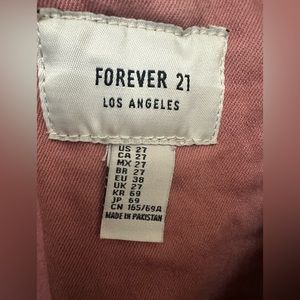 FOREVER 21
LOS ANGELES
US 27
CA 27
MX 27
BR 27
EU 38
UK 27
KR 69
JP 69
CN 165/69A
MADE IN PAKISTAN